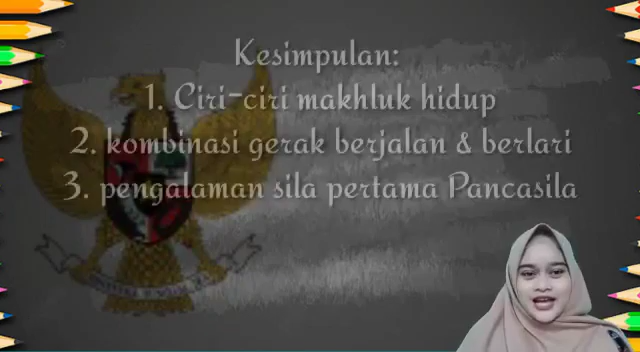 Kesimpulan:
1. Ciri-ciri makhluk hidup
2. kombinasi gerak berjalan & berlari
3. pengalaman sila pertama Pancasila